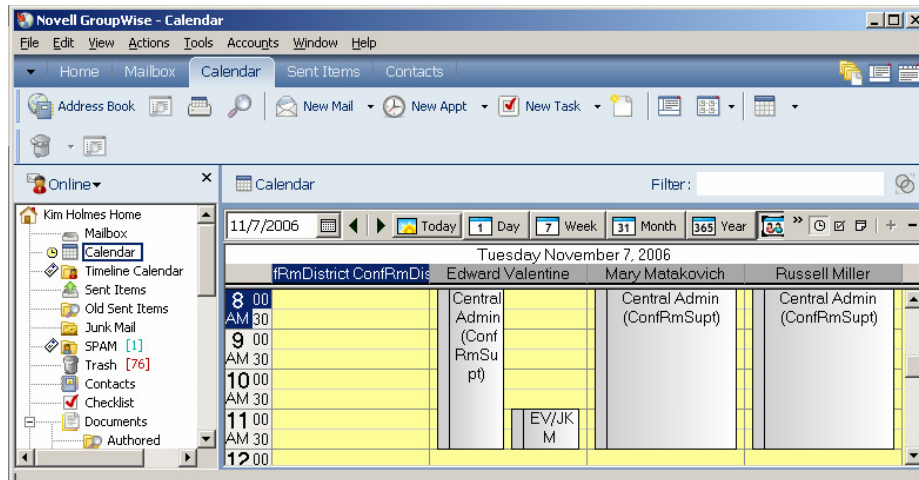 Novell GroupWise - Calendar
File Edit View Actions Tools Accounts Window Help
Home Mailbox Calendar Sent Items Contacts
Address Book New Mail New Appt New Task
Online Calendar Filter:
Kim Holmes Home
Mailbox
Calendar
Timeline Calendar
Sent Items
Old Sent Items
Junk Mail
SPAM [1]
Trash [76]
Contacts
Checklist
Documents
Authored
11/7/2006 Today 1 Day 7 Week 31 Month 365 Year
Tuesday November 7, 2006
fRmDistrict ConfRmDis Edward Valentine Mary Matakovich Russell Miller
8 00
AM 30
9 00
AM 30
10 00
AM 30
11 00
AM 30
12 00
Central
Admin
(Conf
RmSu
pt)
EV/JK
M
Central Admin
(ConfRmSupt)
Central Admin
(ConfRmSupt)